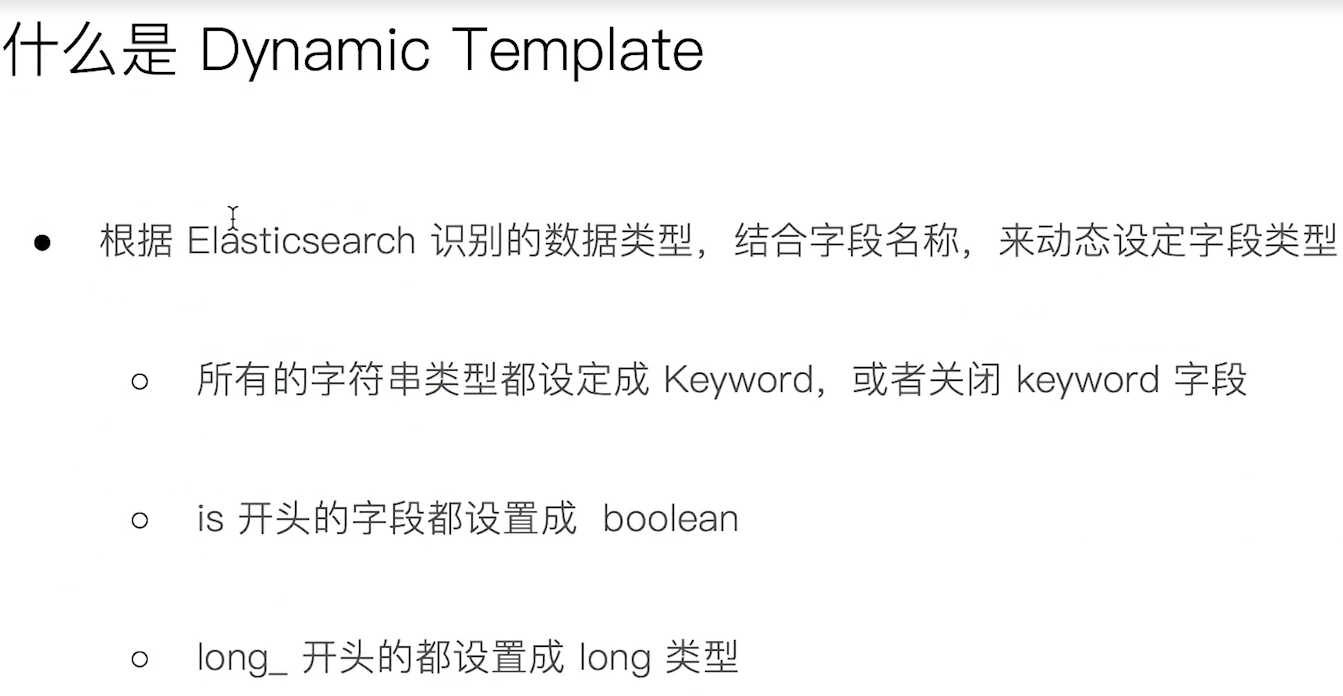 什么是 Dynamic Template
● 根据 Elasticsearch 识别的数据类型，结合字段名称，来动态设定字段类型
○ 所有的字符串类型都设定成 Keyword，或者关闭 keyword 字段
○ is 开头的字段都设置成 boolean
○ long_ 开头的都设置成 long 类型